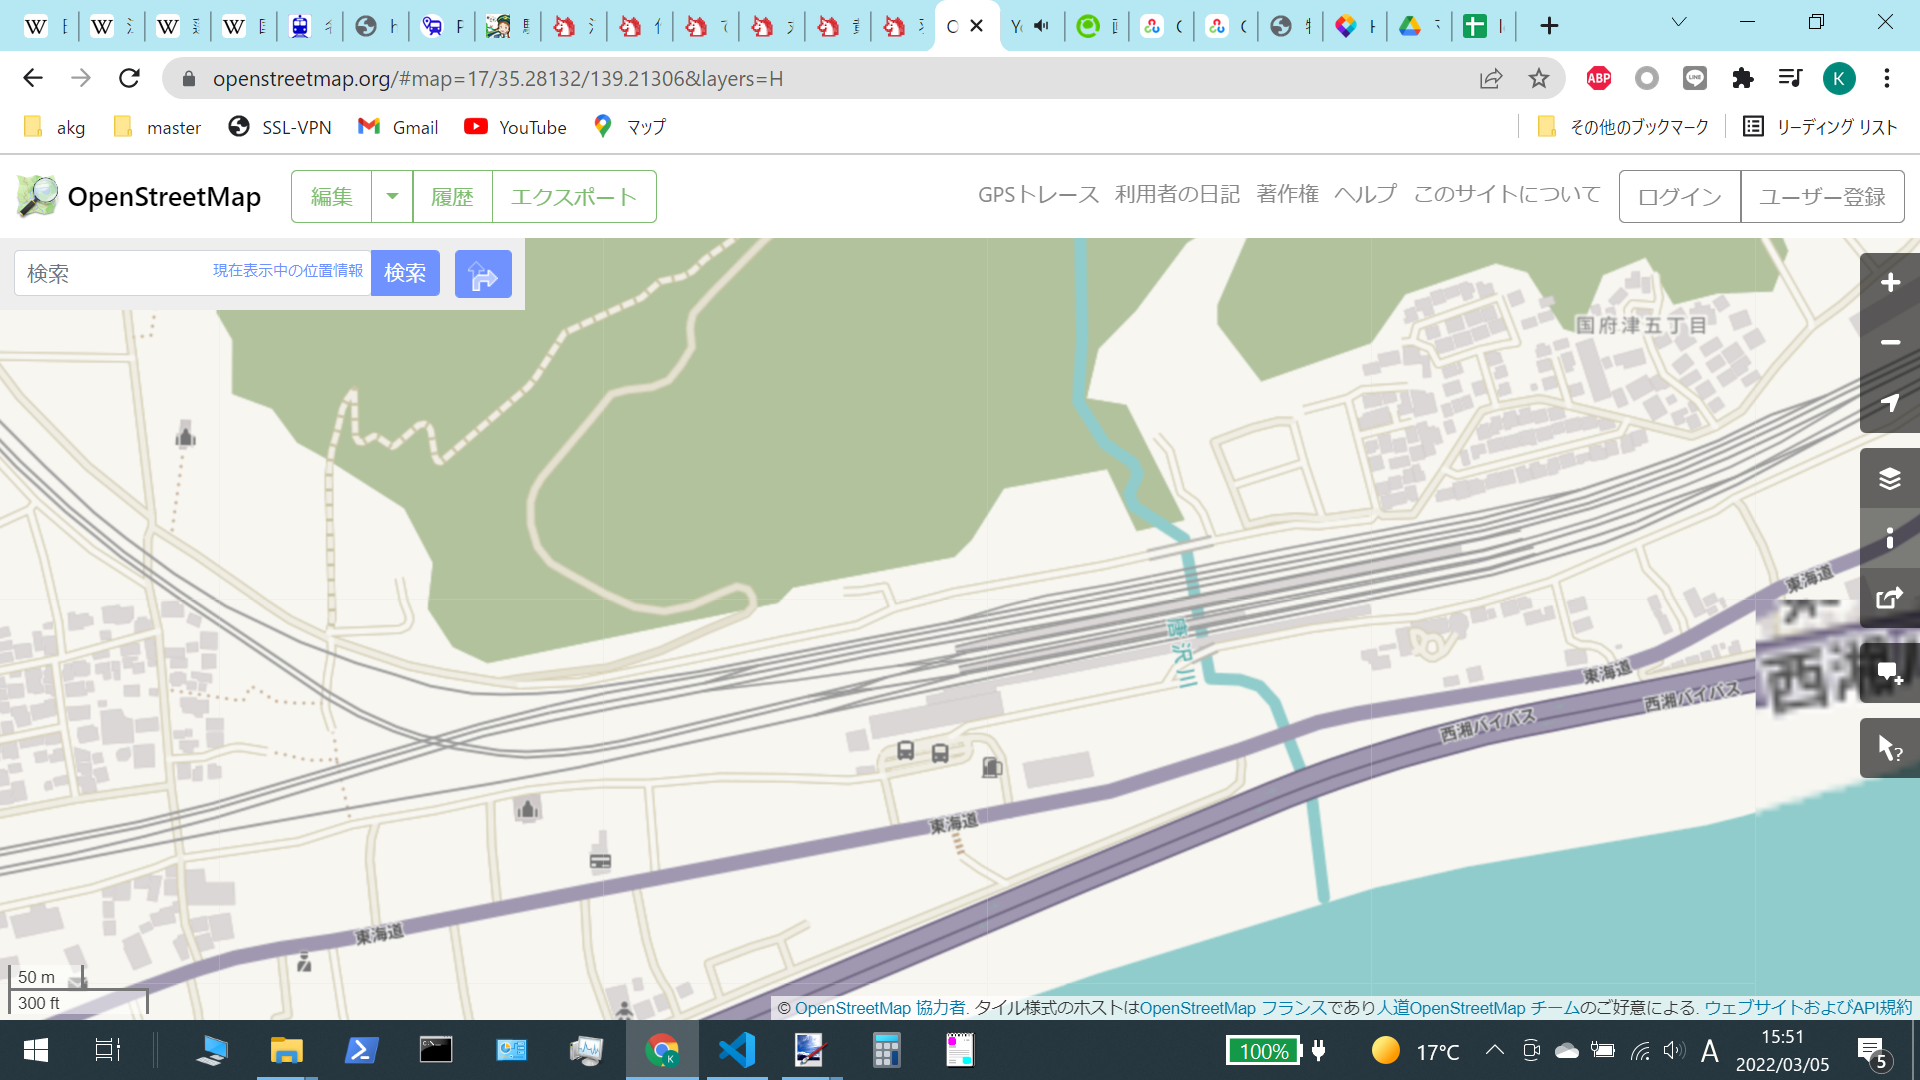 openstreetmap.org/#map=17/35.28132/139.21306&layers=H
ABP
LINE
K
akg
master
SSL-VPN
Gmail
YouTube
マップ
その他のブックマーク
リーディング リスト
OpenStreetMap
編集
履歴
エクスポート
GPSトレース
利用者の日記
著作権
ヘルプ
このサイトについて
ログイン
ユーザー登録
検索
現在表示中の位置情報
検索
国府津五丁目
東海道
唐沢川
東海道
西湘バイパス
西湘バイパス
西湘
東海道
東海道
50 m
300 ft
© OpenStreetMap 協力者. タイル様式のホストはOpenStreetMap フランスであり人道OpenStreetMap チームのご好意による. ウェブサイトおよびAPI規約
100%
17°C
A
15:51
2022/03/05
5